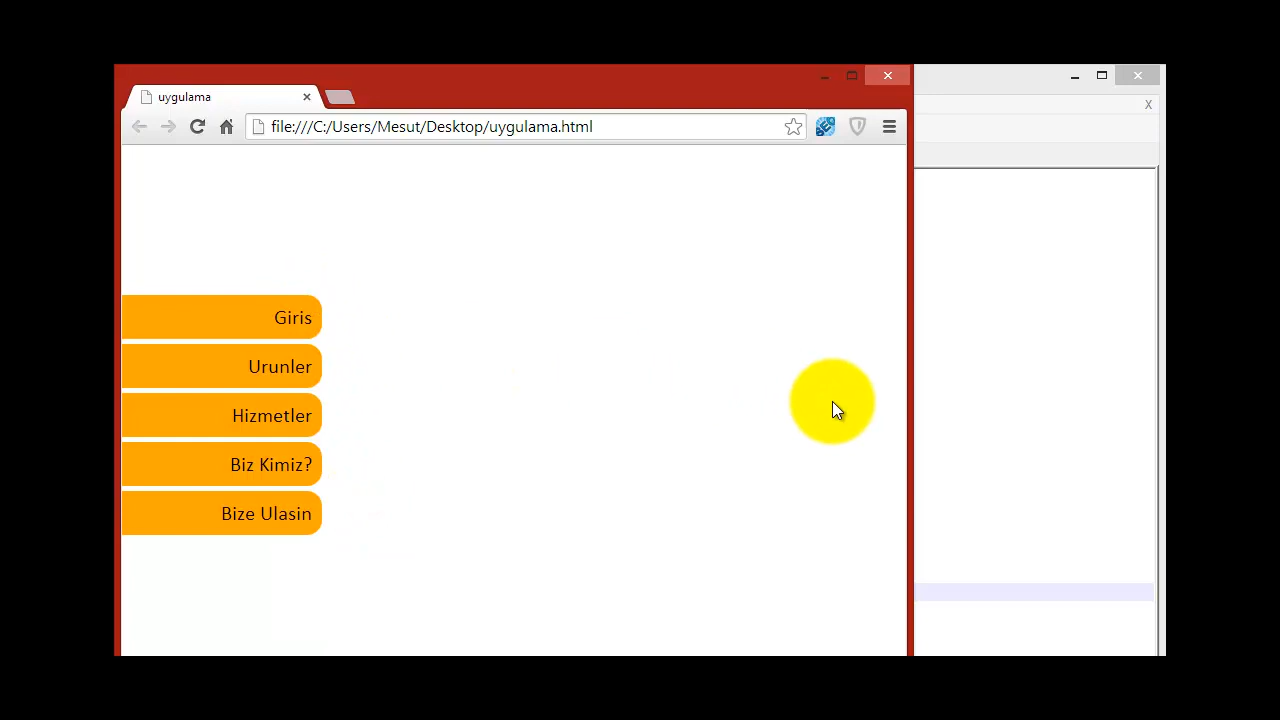 uygulama
file:///C:/Users/Mesut/Desktop/uygulama.html
Giris
Urunler
Hizmetler
Biz Kimiz?
Bize Ulasin